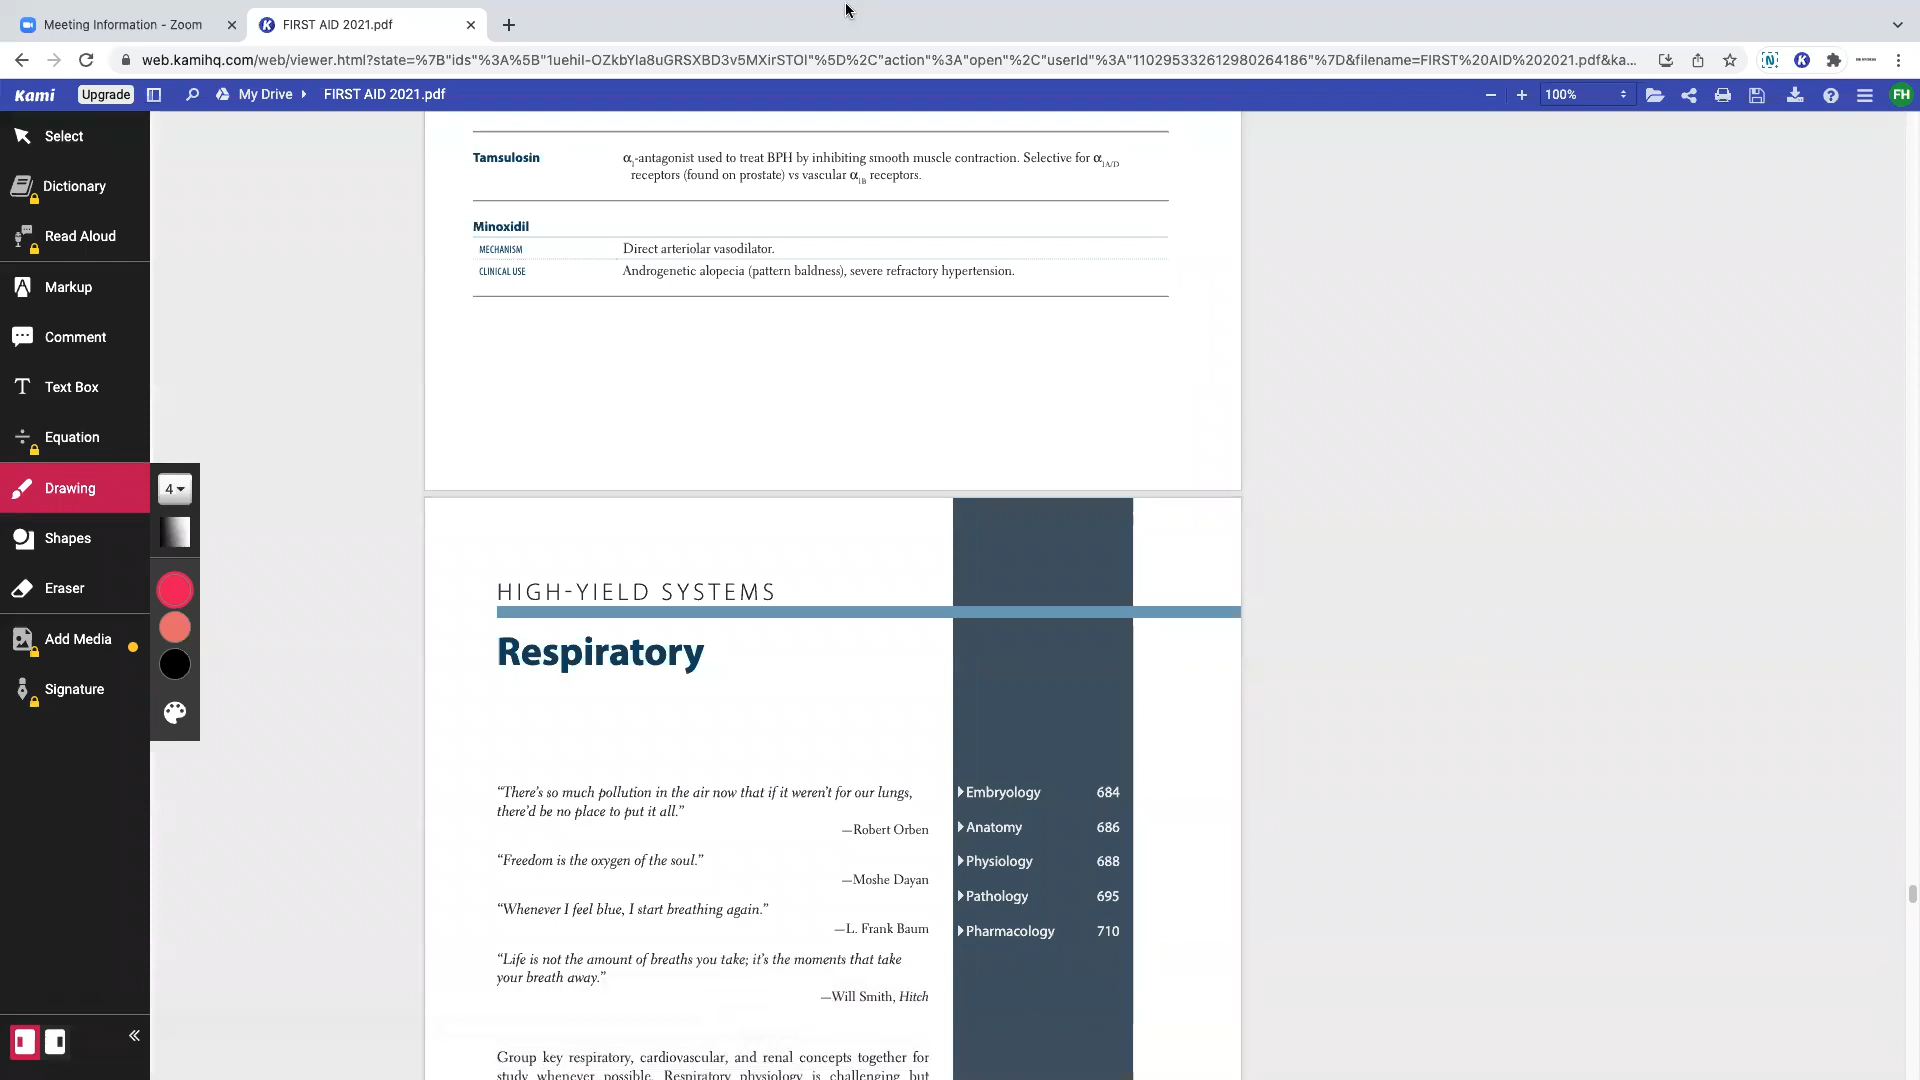 Meeting Information - Zoom
FIRST AID 2021.pdf
web.kamihq.com/web/viewer.html?state=%7B"ids"%3A%5B"1uehiI-OZkbYla8uGRSXBD3v5MXirSTOl"%5D%2C"action"%3A"open"%2C"userId"%3A"110295332612980264186"%7D&filename=FIRST%20AID%202021.pdf&ka...
Kami
Upgrade
My Drive
FIRST AID 2021.pdf
100%
FH
Select
Dictionary
Read Aloud
Markup
Comment
Text Box
Equation
Drawing
4
Shapes
Eraser
Add Media
Signature
Tamsulosin
α1-antagonist used to treat BPH by inhibiting smooth muscle contraction. Selective for α1A/D
receptors (found on prostate) vs vascular α1B receptors.
Minoxidil
MECHANISM
Direct arteriolar vasodilator.
CLINICAL USE
Androgenetic alopecia (pattern baldness), severe refractory hypertension.
HIGH-YIELD SYSTEMS
Respiratory
“There’s so much pollution in the air now that if it weren’t for our lungs,
there’d be no place to put it all.”
—Robert Orben
“Freedom is the oxygen of the soul.”
—Moshe Dayan
“Whenever I feel blue, I start breathing again.”
—L. Frank Baum
“Life is not the amount of breaths you take; it’s the moments that take
your breath away.”
—Will Smith, Hitch
Group key respiratory, cardiovascular, and renal concepts together for
study whenever possible. Respiratory physiology is challenging but
Embryology 684
Anatomy 686
Physiology 688
Pathology 695
Pharmacology 710